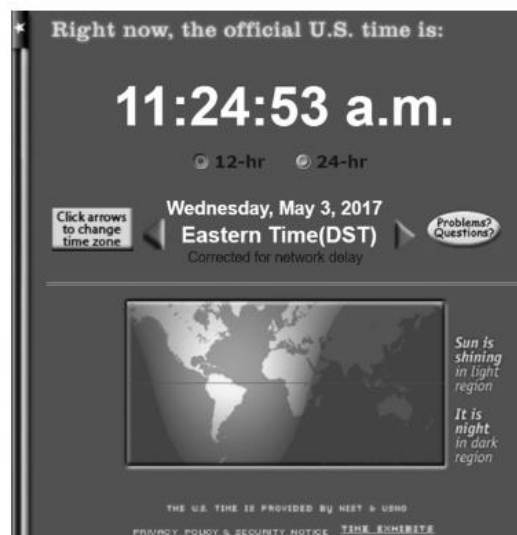 Right now, the official U.S. time is:
11:24:53 a.m.
12-hr 24-hr
Click arrows
to change
time zone
Wednesday, May 3, 2017
Eastern Time(DST)
Corrected for network delay
Problems?
Questions?
Sun is
shining
in light
region
It is
night
in dark
region
THE U.S. TIME IS PROVIDED BY NIST & USNO
PRIVACY POLICY & SECURITY NOTICE TIME EXHIBITS